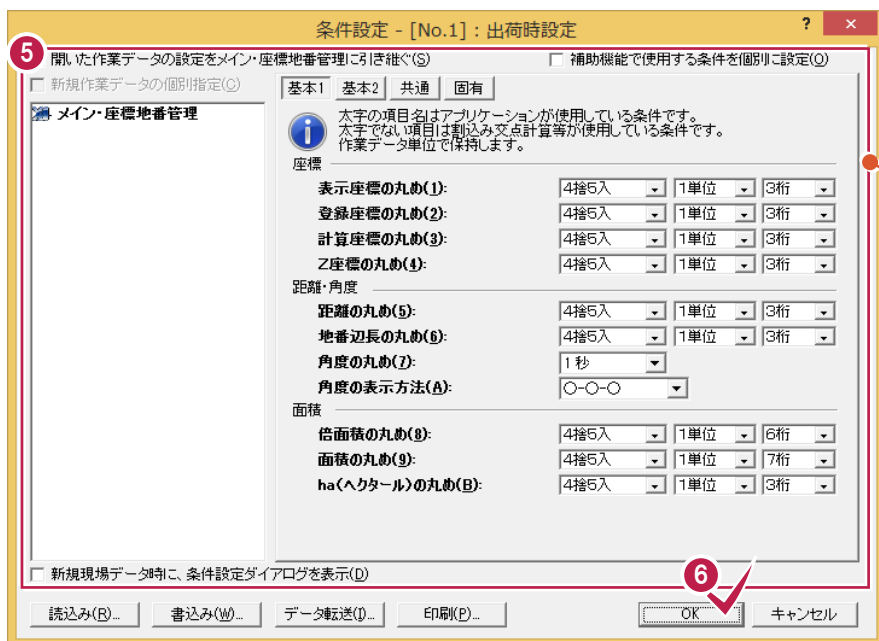 条件設定 - [No.1] : 出荷時設定
? ×
5 開いた作業データの設定をメイン・座標地番管理に引き継ぐ(S) 補助機能で使用する条件を個別に設定(O)
新規作業データの個別指定(C)
メイン・座標地番管理
基本1 基本2 共通 固有
太字の項目名はアプリケーションが使用している条件です。
太字でない項目は割込み交点計算等が使用している条件です。
作業データ単位で保持します。
座標
表示座標の丸め(1): 4捨5入 1単位 3桁
登録座標の丸め(2): 4捨5入 1単位 3桁
計算座標の丸め(3): 4捨5入 1単位 3桁
Z座標の丸め(4): 4捨5入 1単位 3桁
距離・角度
距離の丸め(5): 4捨5入 1単位 3桁
地番辺長の丸め(6): 4捨5入 1単位 3桁
角度の丸め(7): 1秒
角度の表示方法(A): ○-○-○
面積
倍面積の丸め(8): 4捨5入 1単位 6桁
面積の丸め(9): 4捨5入 1単位 7桁
ha(ヘクタール)の丸め(B): 4捨5入 1単位 3桁
新規現場データ時に、条件設定ダイアログを表示(D)
6
読込み(R)... 書込み(W)... データ転送(I)... 印刷(P)... OK キャンセル